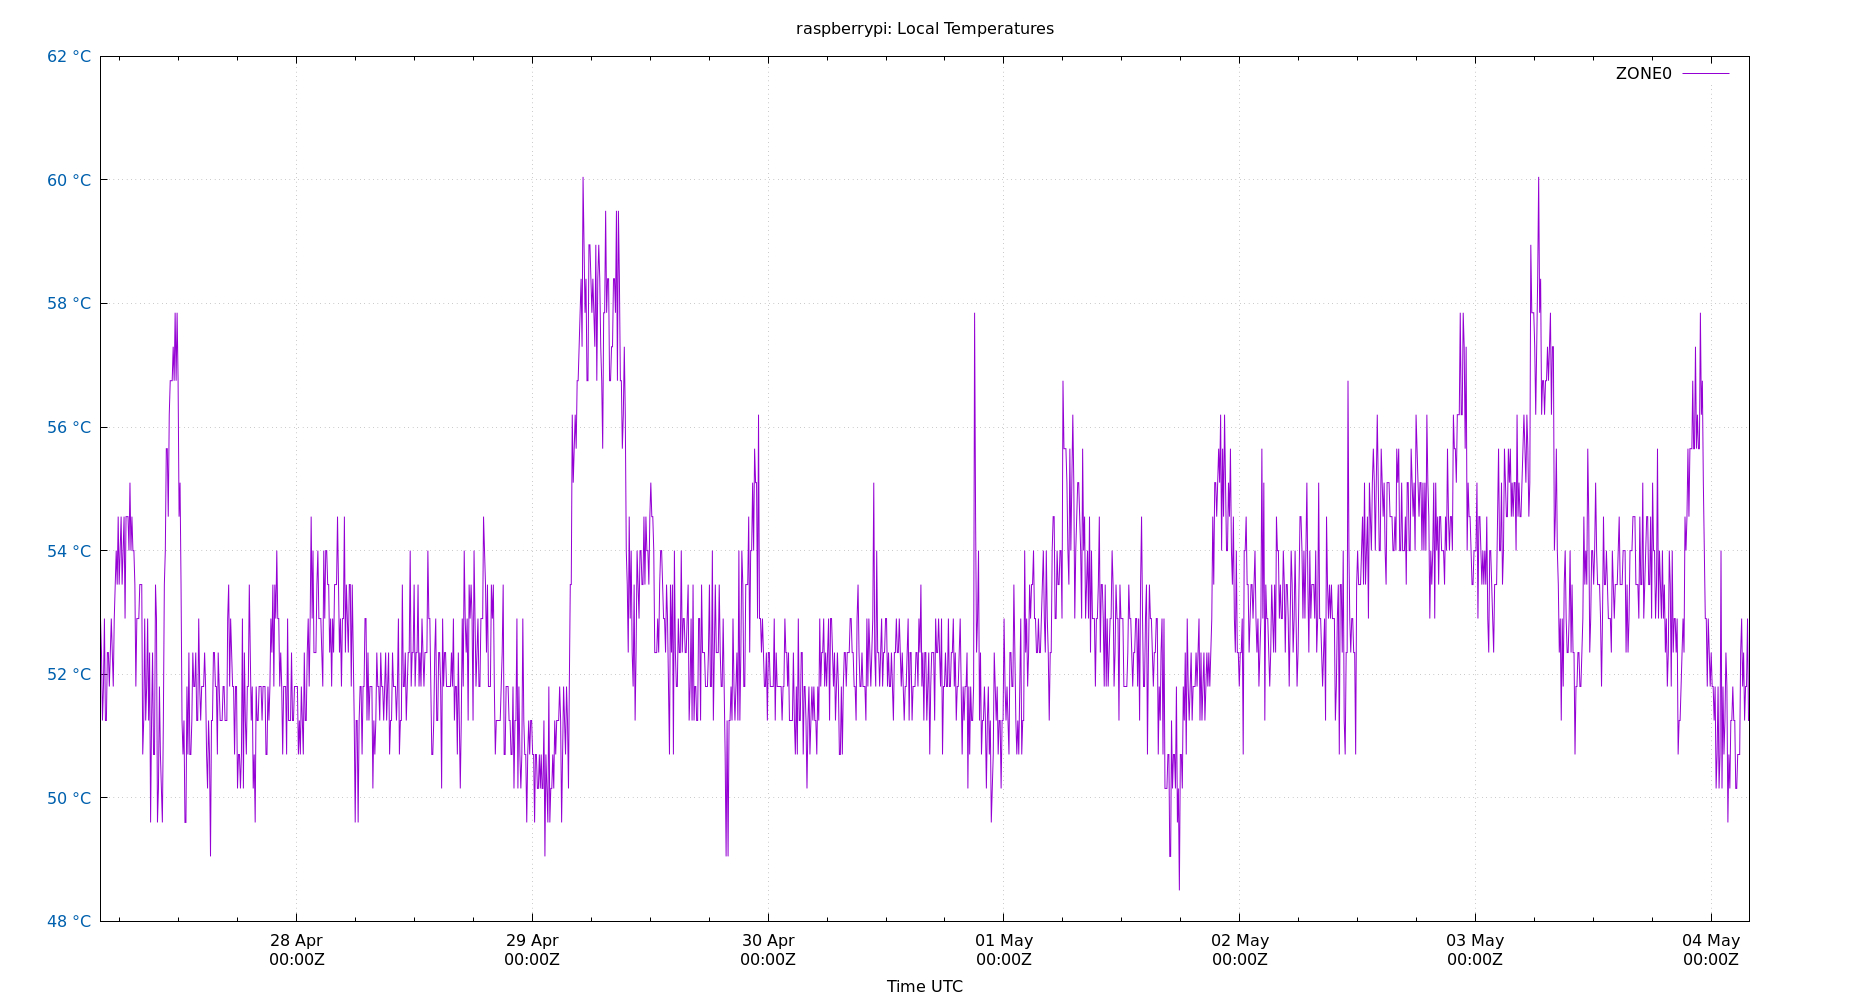 raspberrypi: Local Temperatures
62 °C
ZONE0
60 °C
58 °C
56 °C
54 °C
52 °C
50 °C
48 °C
28 Apr 29 Apr 30 Apr 01 May 02 May 03 May 04 May
00:00Z 00:00Z 00:00Z 00:00Z 00:00Z 00:00Z 00:00Z
Time UTC